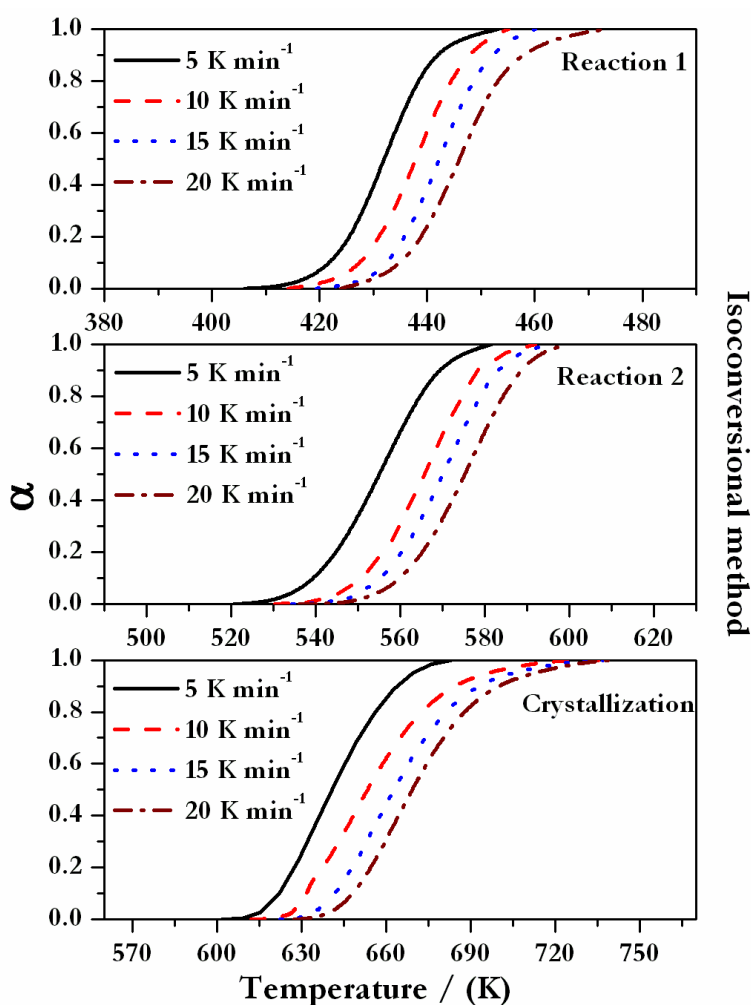 1.0
0.8
0.6
0.4
0.2
0.0
5 K min⁻¹
10 K min⁻¹
15 K min⁻¹
20 K min⁻¹
Reaction 1
380 400 420 440 460 480
1.0
0.8
0.6
0.4
0.2
0.0
5 K min⁻¹
10 K min⁻¹
15 K min⁻¹
20 K min⁻¹
Reaction 2
500 520 540 560 580 600 620
1.0
0.8
0.6
0.4
0.2
0.0
5 K min⁻¹
10 K min⁻¹
15 K min⁻¹
20 K min⁻¹
Crystallization
570 600 630 660 690 720 750
α
Temperature / (K)
Isoconversional method